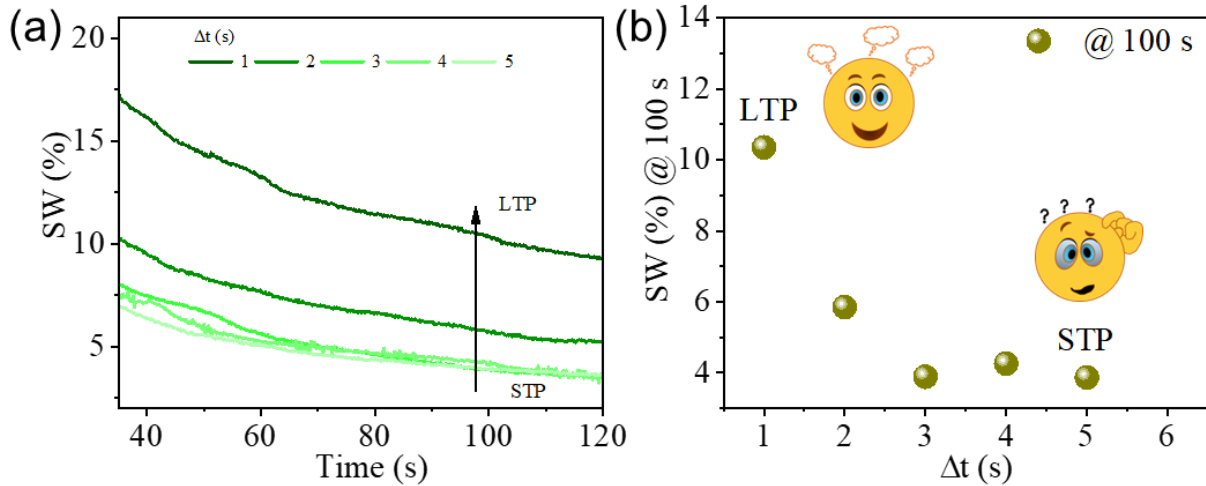 (a)
Δt (s)
1 2 3 4 5
SW (%)
20
15
10
5
LTP
STP
40 60 80 100 120
Time (s)
(b)
@ 100 s
SW (%) @ 100 s
14
12
10
8
6
4
LTP
? ? ?
STP
1 2 3 4 5 6
Δt (s)